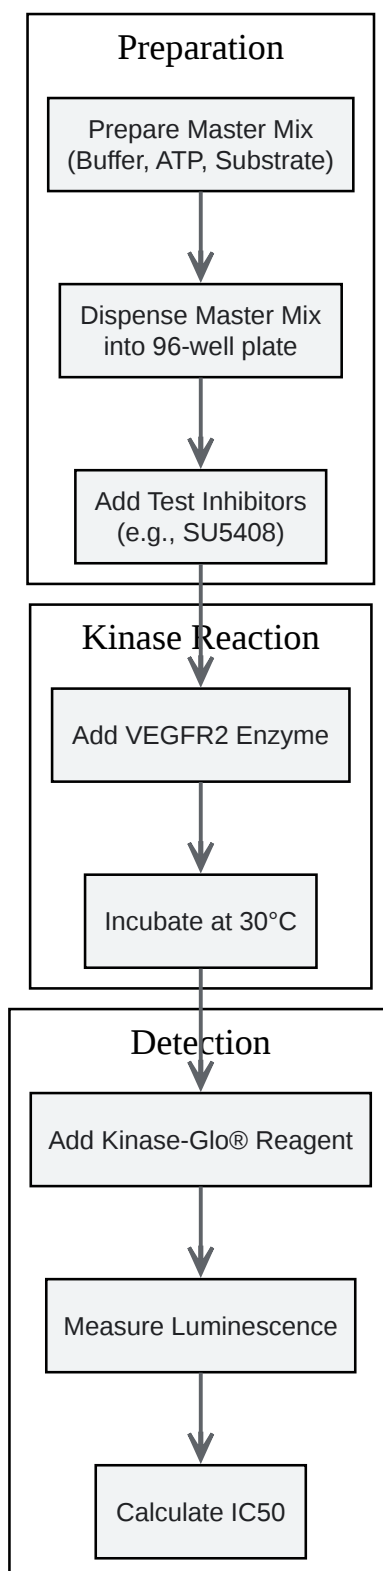 Preparation
Prepare Master Mix
(Buffer, ATP, Substrate)
Dispense Master Mix
into 96-well plate
Add Test Inhibitors
(e.g., SU5408)
Kinase Reaction
Add VEGFR2 Enzyme
Incubate at 30°C
Detection
Add Kinase-Glo® Reagent
Measure Luminescence
Calculate IC50